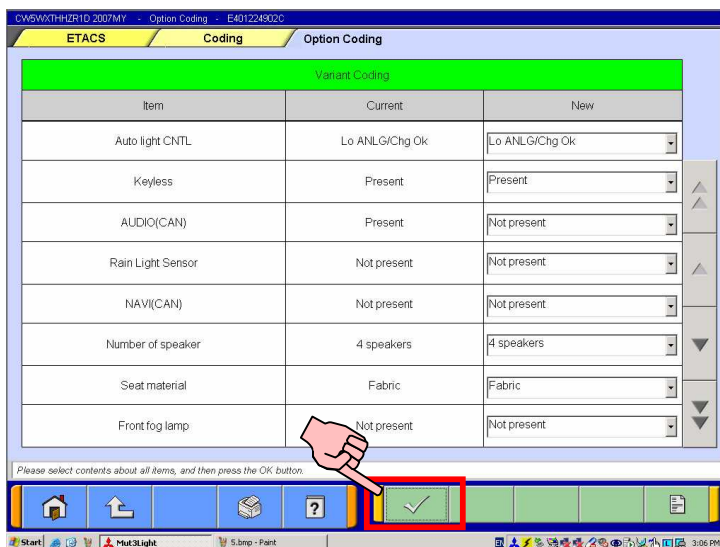 CW5WXTHHZR1D 2007MY - Option Coding - E401224902C
ETACS Coding Option Coding
Variant Coding
Item Current New
Auto light CNTL Lo ANLG/Chg Ok Lo ANLG/Chg Ok
Keyless Present Present
AUDIO(CAN) Present Not present
Rain Light Sensor Not present Not present
NAVI(CAN) Not present Not present
Number of speaker 4 speakers 4 speakers
Seat material Fabric Fabric
Front fog lamp Not present Not present
Please select contents about all items, and then press the OK button.
?
Start Mut3Light 5.bmp - Paint 3:06 PM